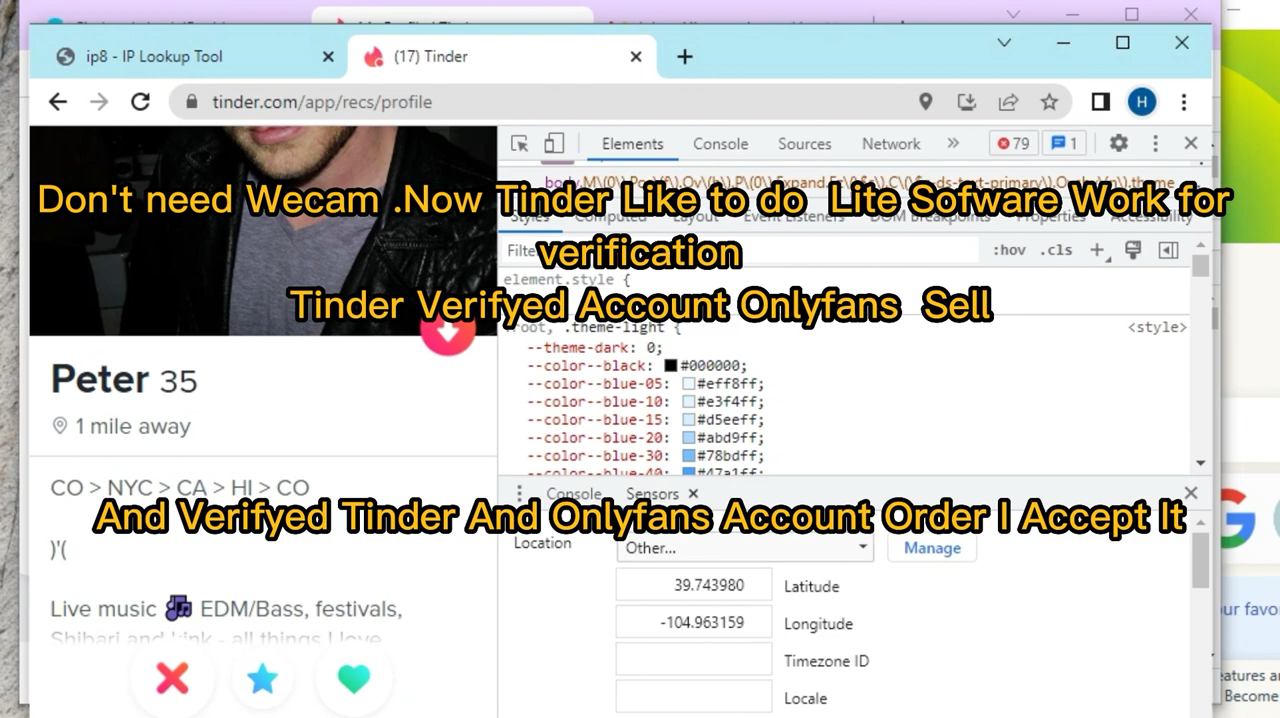 ip8 - IP Lookup Tool
(17) Tinder
tinder.com/app/recs/profile
H
Elements Console Sources Network 79 1
Don't need Wecam .Now Tinder Like to do Lite Sofware Work for
verification
Tinder Verifyed Account Onlyfans Sell
:hov .cls
element.style {
.theme-light { <style>
--theme-dark: 0;
--color--black: #000000;
--color--blue-05: #eff8ff;
--color--blue-10: #e3f4ff;
--color--blue-15: #d5eeff;
--color--blue-20: #abd9ff;
--color--blue-30: #78bdff;
Peter 35
1 mile away
CO > NYC > CA > HI > CO
Console Sensors
And Verifyed Tinder And Onlyfans Account Order I Accept It
)'(
Live music EDM/Bass, festivals,
Location
Other...
Manage
39.743980 Latitude
-104.963159 Longitude
Timezone ID
Locale